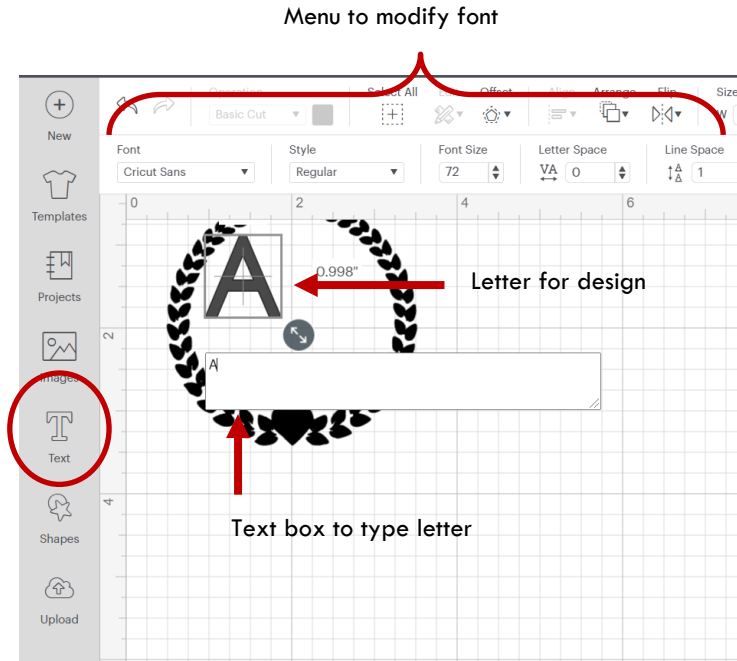 Menu to modify font
New
Operation
Basic Cut
Select All
Offset
Align
Arrange
Flip
Size
W
Font
Cricut Sans
Style
Regular
Font Size
72
Letter Space
VA 0
Line Space
1
Templates
0 2 4 6
A
0.998"
Letter for design
Projects
2
A
Images
Text
4
Text box to type letter
Shapes
Upload